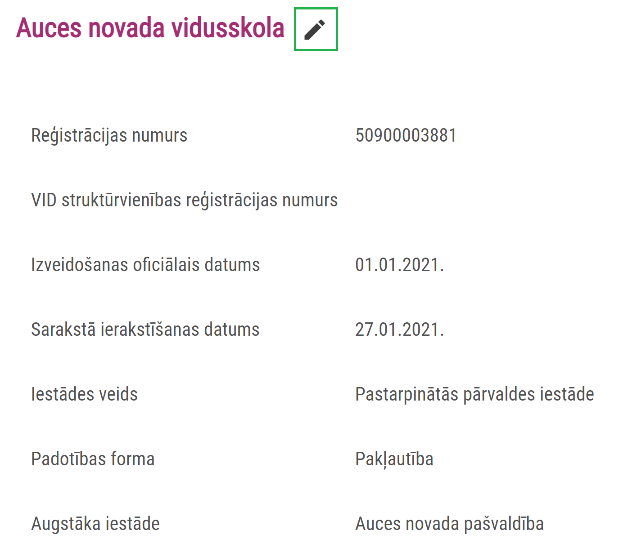 Auces novada vidusskola
Reģistrācijas numurs 50900003881
VID struktūrvienības reģistrācijas numurs
Izveidošanas oficiālais datums 01.01.2021.
Sarakstā ierakstīšanas datums 27.01.2021.
Iestādes veids Pastarpinātās pārvaldes iestāde
Padotības forma Pakļautība
Augstāka iestāde Auces novada pašvaldība